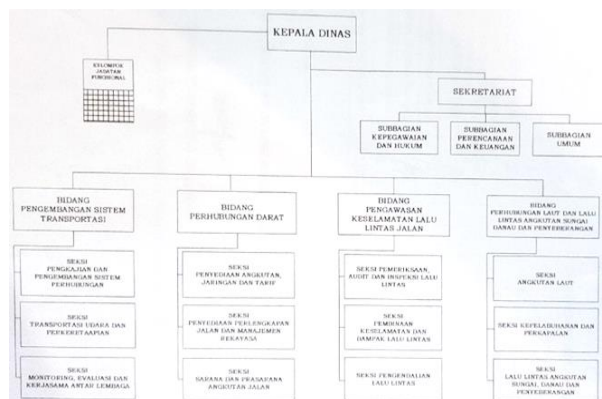 KEPALA DINAS
KELOMPOK
JABATAN
FUNGSIONAL
SEKRETARIAT
SUBBAGIAN
KEPEGAWAIAN
DAN HUKUM
SUBBAGIAN
PERENCANAAN
DAN KEUANGAN
SUBBAGIAN
UMUM
BIDANG
PENGEMBANGAN SISTEM
TRANSPORTASI
BIDANG
PERHUBUNGAN DARAT
BIDANG
PENGAWASAN
KESELAMATAN LALU
LINTAS JALAN
BIDANG
PERHUBUNGAN LAUT DAN LALU
LINTAS ANGKUTAN SUNGAI
DANAU DAN PENYEBERANGAN
SEKSI
PENGKAJIAN DAN
PENGEMBANGAN SISTEM
PERHUBUNGAN
SEKSI
PENYEDIAAN ANGKUTAN,
JARINGAN DAN TARIF
SEKSI PEMERIKSAAN,
AUDIT DAN INSPEKSI LALU
LINTAS
SEKSI
ANGKUTAN LAUT
SEKSI
TRANSPORTASI UDARA DAN
PERKERETAAPIAN
SEKSI
PENYEDIAAN PERLENGKAPAN
JALAN DAN MANAJEMEN
REKAYASA
SEKSI
PEMBINAAN
KESELAMATAN DAN
DAMPAK LALU LINTAS
SEKSI KEPELABUHANAN DAN
PERKAPALAN
SEKSI
MONITORING, EVALUASI DAN
KERJASAMA ANTAR LEMBAGA
SEKSI
SARANA DAN PRASARANA
ANGKUTAN JALAN
SEKSI PENGENDALIAN
LALU LINTAS
SEKSI
LALU LINTAS ANGKUTAN
SUNGAI, DANAU DAN
PENYEBERANGAN